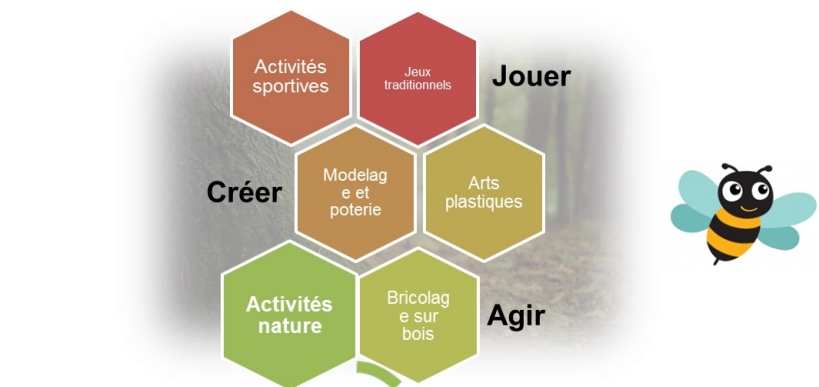 Activités
sportives
Jeux
traditionnels
Jouer
Créer
Modelag
e et
poterie
Arts
plastiques
Activités
nature
Bricolag
e sur
bois
Agir